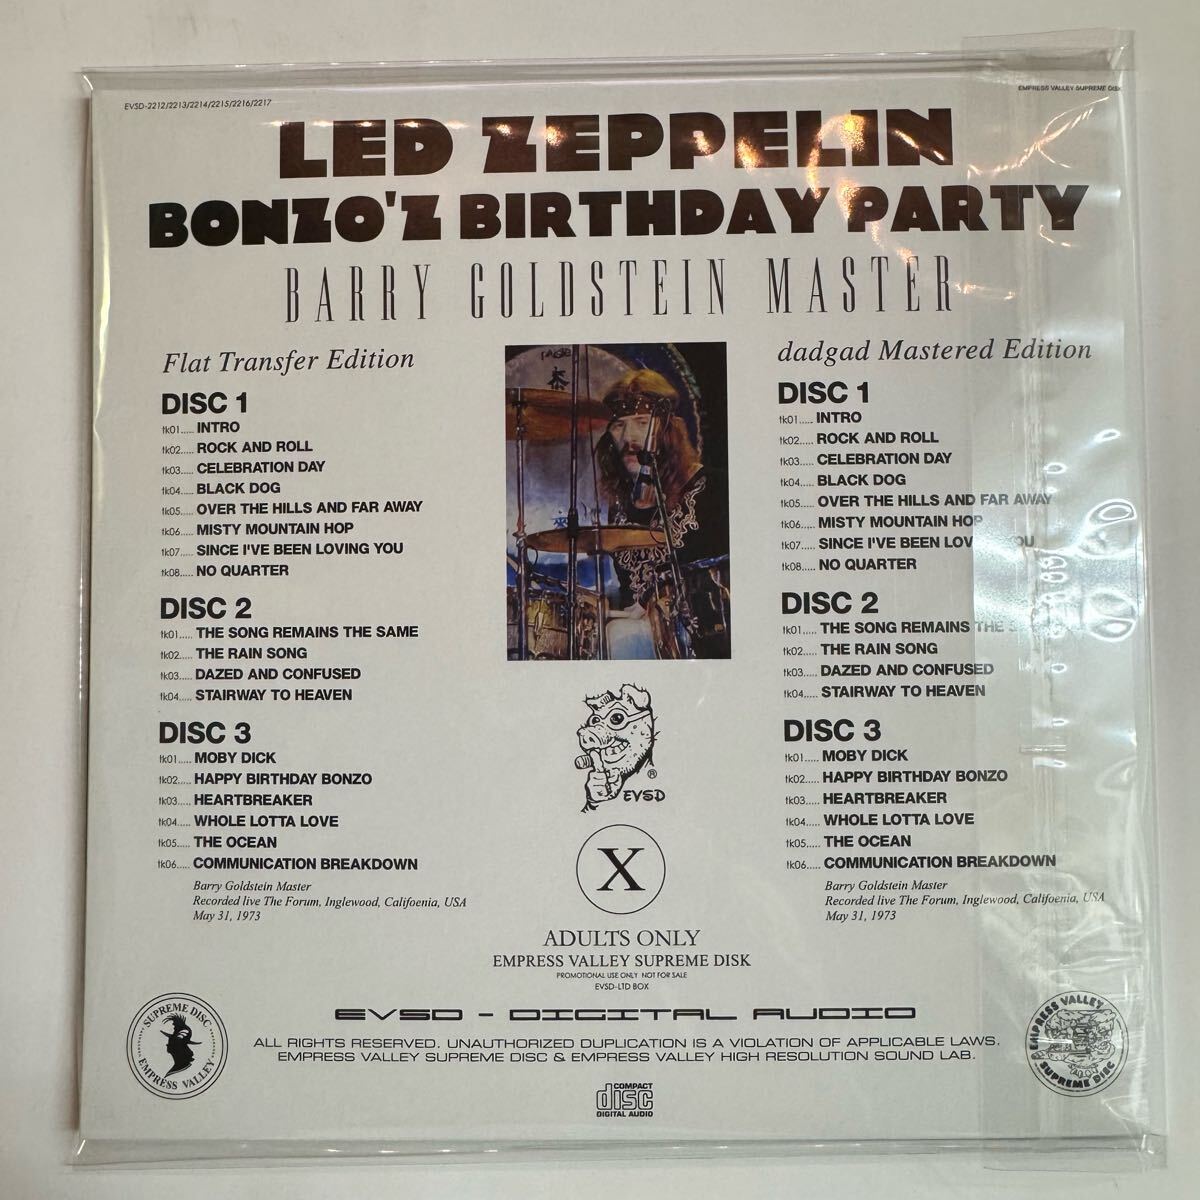 EVSD-2212/2213/2214/2215/2216/2217
EMPRESS VALLEY SUPREME DISK
LED ZEPPELIN
BONZO'Z BIRTHDAY PARTY
BARRY GOLDSTEIN MASTER
Flat Transfer Edition
DISC 1
tk01..... INTRO
tk02..... ROCK AND ROLL
tk03..... CELEBRATION DAY
tk04..... BLACK DOG
tk05..... OVER THE HILLS AND FAR AWAY
tk06..... MISTY MOUNTAIN HOP
tk07..... SINCE I'VE BEEN LOVING YOU
tk08..... NO QUARTER
DISC 2
tk01..... THE SONG REMAINS THE SAME
tk02..... THE RAIN SONG
tk03..... DAZED AND CONFUSED
tk04..... STAIRWAY TO HEAVEN
DISC 3
tk01..... MOBY DICK
tk02..... HAPPY BIRTHDAY BONZO
tk03..... HEARTBREAKER
tk04..... WHOLE LOTTA LOVE
tk05..... THE OCEAN
tk06..... COMMUNICATION BREAKDOWN
Barry Goldstein Master
Recorded live The Forum, Inglewood, Califoenia, USA
May 31, 1973
dadgad Mastered Edition
DISC 1
tk01..... INTRO
tk02..... ROCK AND ROLL
tk03..... CELEBRATION DAY
tk04..... BLACK DOG
tk05..... OVER THE HILLS AND FAR AWAY
tk06..... MISTY MOUNTAIN HOP
tk07..... SINCE I'VE BEEN LOVING YOU
tk08..... NO QUARTER
DISC 2
tk01..... THE SONG REMAINS THE
tk02..... THE RAIN SONG
tk03..... DAZED AND CONFUSED
tk04..... STAIRWAY TO HEAVEN
DISC 3
tk01..... MOBY DICK
tk02..... HAPPY BIRTHDAY BONZO
tk03..... HEARTBREAKER
tk04..... WHOLE LOTTA LOVE
tk05..... THE OCEAN
tk06..... COMMUNICATION BREAKDOWN
Barry Goldstein Master
Recorded live The Forum, Inglewood, Califoenia, USA
May 31, 1973
®
EVSD
X
ADULTS ONLY
EMPRESS VALLEY SUPREME DISK
PROMOTIONAL USE ONLY NOT FOR SALE
EVSD-LTD BOX
EVSD - DIGITAL AUDIO
ALL RIGHTS RESERVED. UNAUTHORIZED DUPLICATION IS A VIOLATION OF APPLICABLE LAWS.
EMPRESS VALLEY SUPREME DISC & EMPRESS VALLEY HIGH RESOLUTION SOUND LAB.
SUPREME DISC
EMPRESS VALLEY
EMPRESS VALLEY
SUPREME DISC
COMPACT
disc
DIGITAL AUDIO